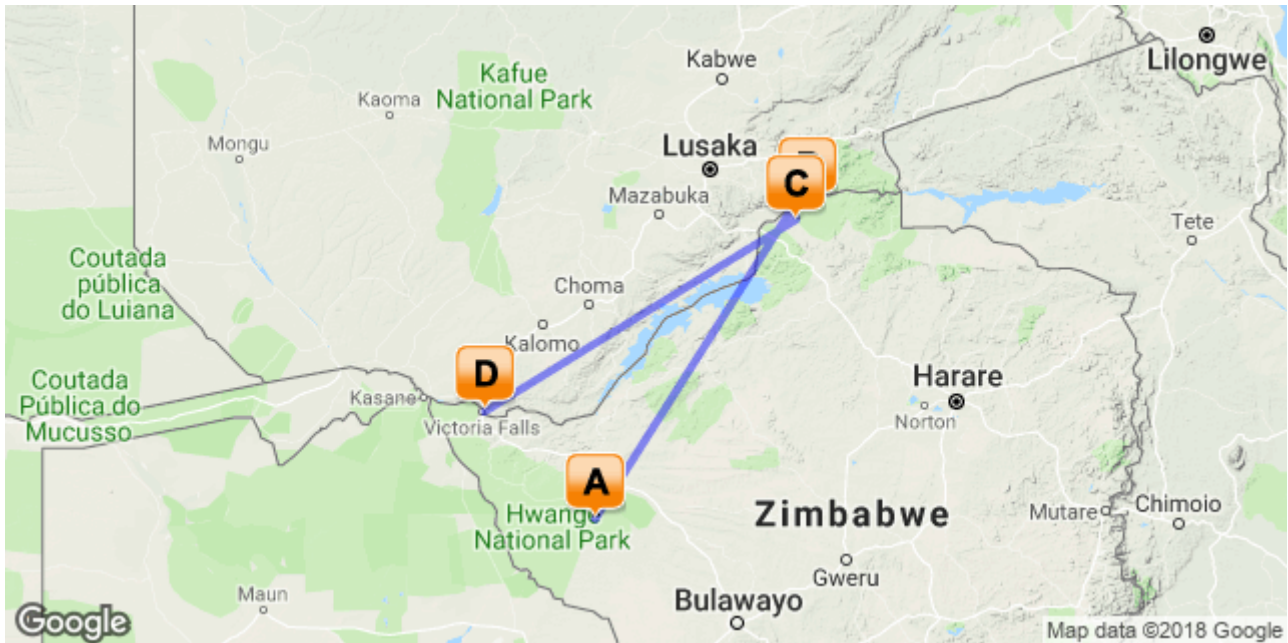 Lilongwe
Kabwe
Kafue
National Park
Kaoma
Mongu
Lusaka
C
Mazabuka
Tete
Coutada
pública
do Luiana
Choma
Kalomo
D
Harare
Coutada
Pública do
Mucusso
Kasane
Norton
Victoria Falls
A
Zimbabwe
Chimoio
Hwange
National Park
Mutare
Gweru
Maun
Bulawayo
Google
Map data ©2018 Google